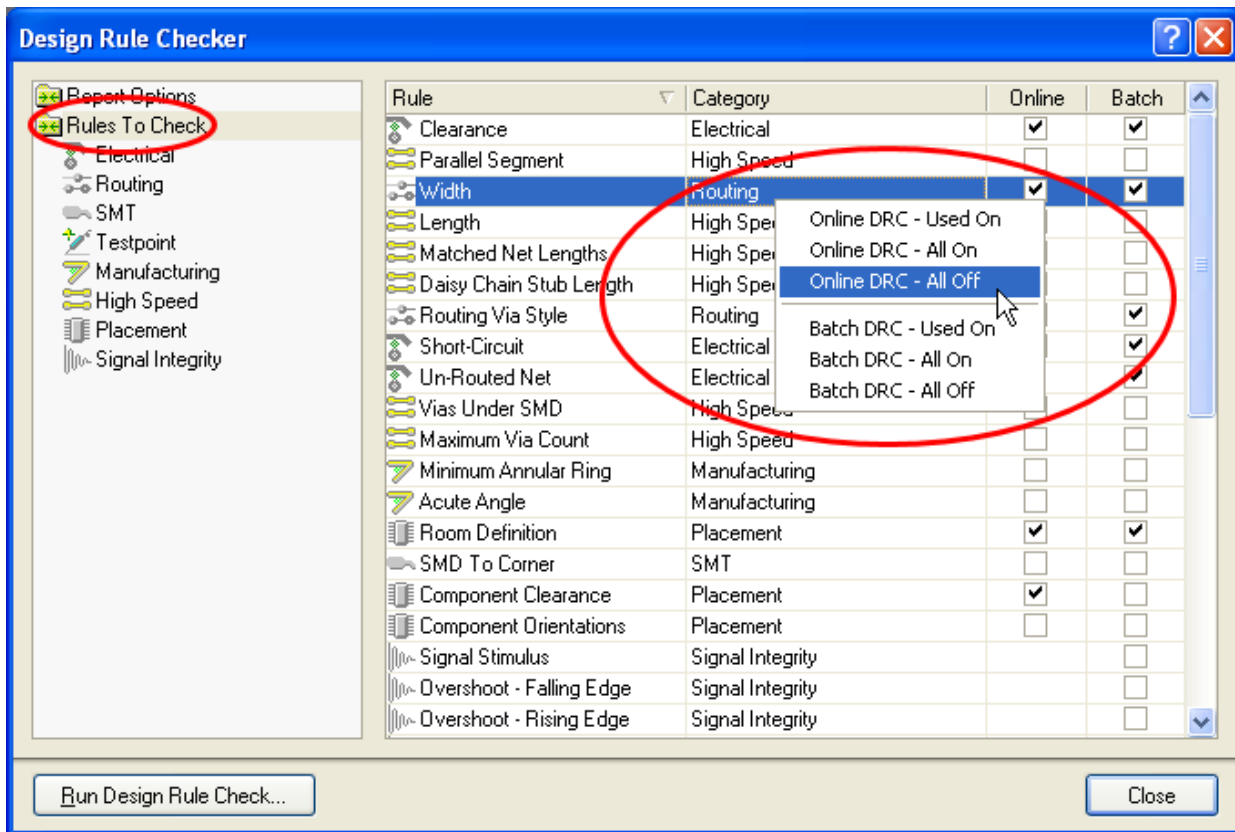 Design Rule Checker
Report Options
Rules To Check
Electrical
Routing
SMT
Testpoint
Manufacturing
High Speed
Placement
Signal Integrity
Rule Category Online Batch
Clearance Electrical
Parallel Segment High Speed
Width Routing
Length High Spe
Matched Net Lengths High Spe
Daisy Chain Stub Length High Spe
Routing Via Style Routing
Short-Circuit Electrical
Un-Routed Net Electrical
Vias Under SMD High Speed
Maximum Via Count High Speed
Minimum Annular Ring Manufacturing
Acute Angle Manufacturing
Room Definition Placement
SMD To Corner SMT
Component Clearance Placement
Component Orientations Placement
Signal Stimulus Signal Integrity
Overshoot - Falling Edge Signal Integrity
Overshoot - Rising Edge Signal Integrity
Online DRC - Used On
Online DRC - All On
Online DRC - All Off
Batch DRC - Used On
Batch DRC - All On
Batch DRC - All Off
Run Design Rule Check...
Close